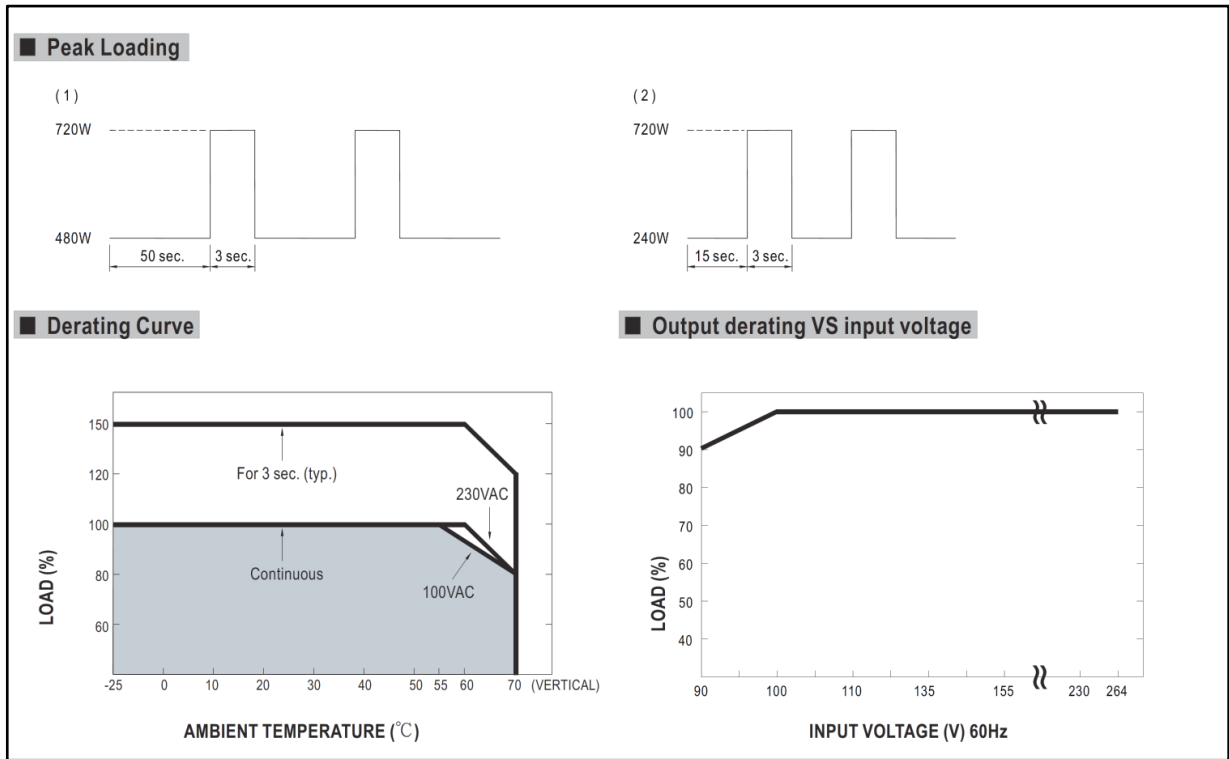 Peak Loading
( 1 )
720W
480W
50 sec.
3 sec.
( 2 )
720W
240W
15 sec.
3 sec.
Derating Curve
150
120
100
80
60
LOAD (%)
For 3 sec. (typ.)
230VAC
Continuous
100VAC
-25 0 10 20 30 40 50 55 60 70 (VERTICAL)
AMBIENT TEMPERATURE (℃)
Output derating VS input voltage
100
90
80
70
60
50
40
LOAD (%)
90 100 110 135 155 230 264
INPUT VOLTAGE (V) 60Hz